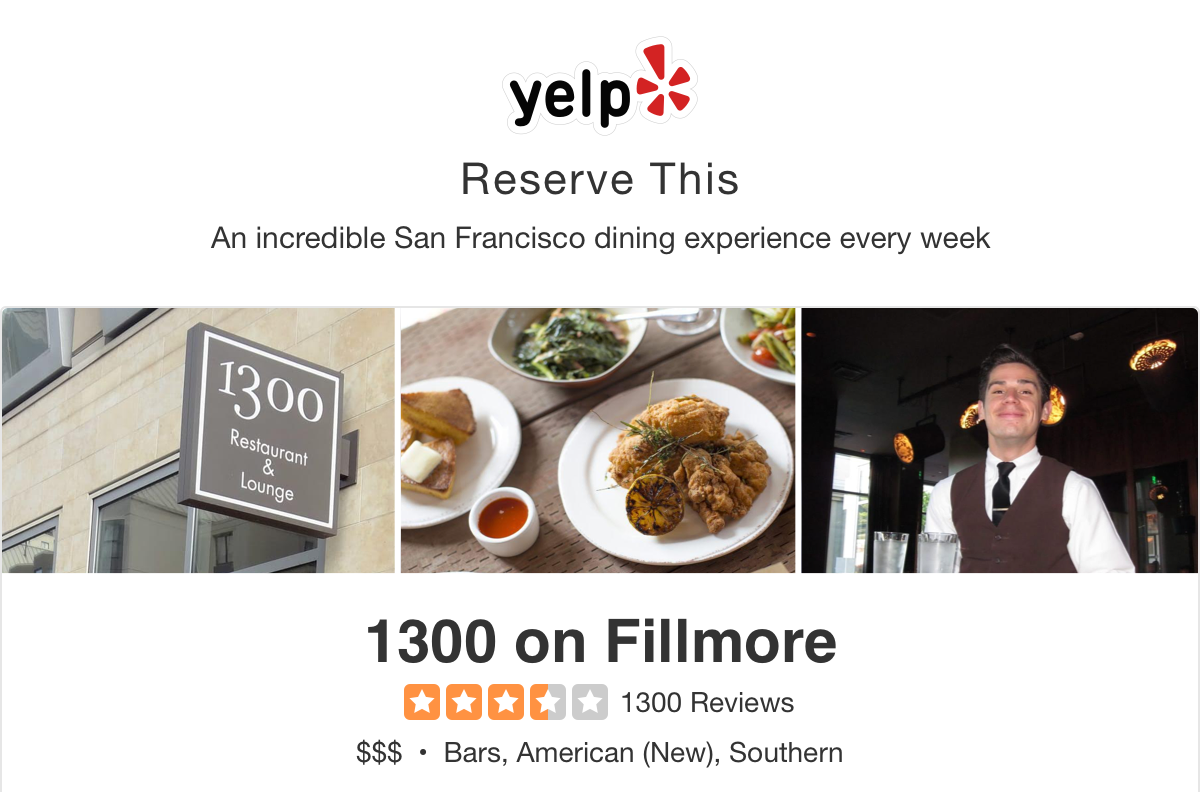 yelp
Reserve This
An incredible San Francisco dining experience every week
1300
Restaurant
&
Lounge
1300 on Fillmore
1300 Reviews
$$$ • Bars, American (New), Southern